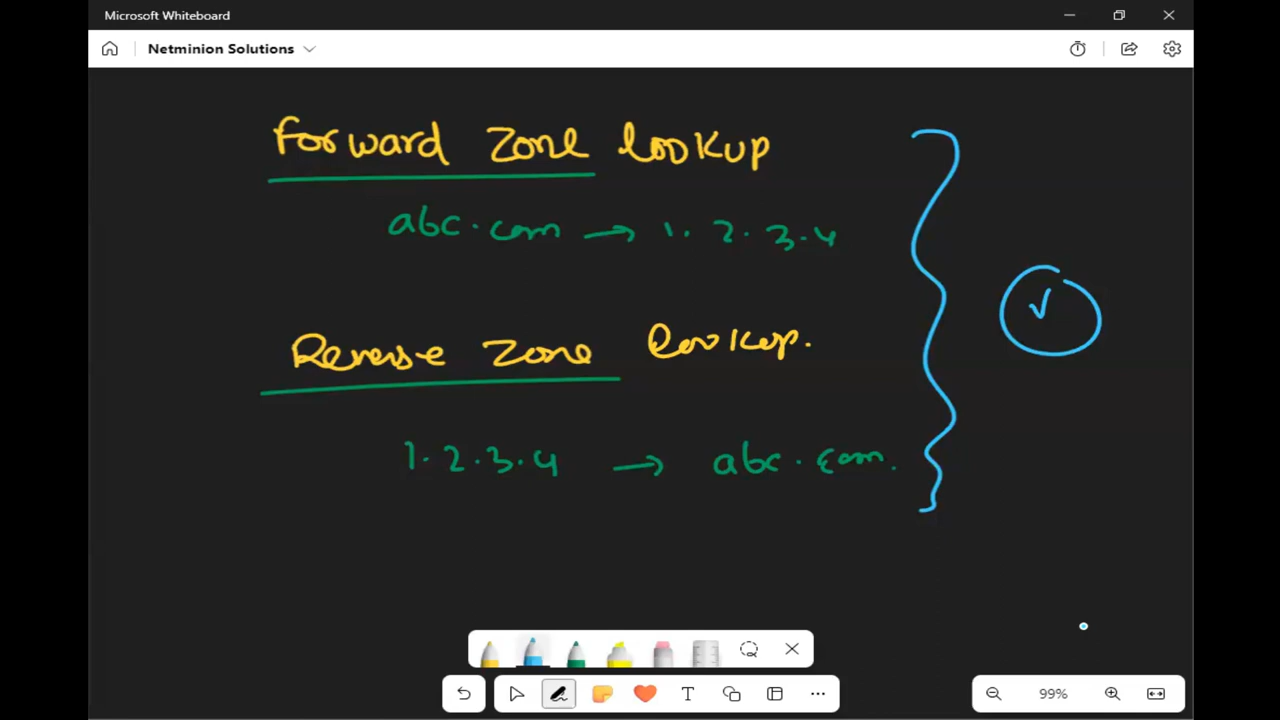 Microsoft Whiteboard
Netminion Solutions
Forward Zone lookup
abc.com → 1.2.3.4
Reverse Zone lookup.
1.2.3.4 → abc.com.
99%